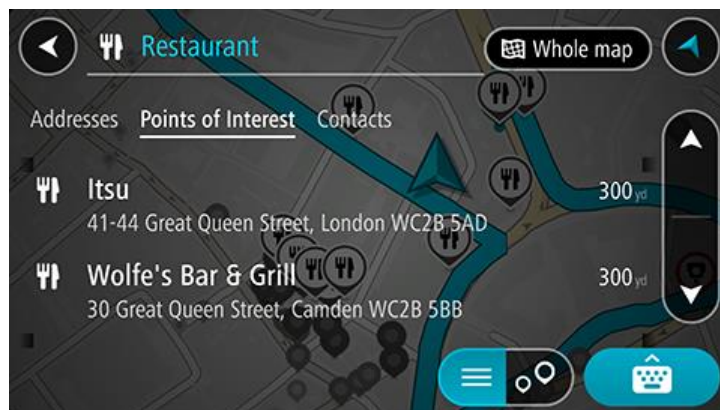 Restaurant
Whole map
Addresses Points of Interest Contacts
Itsu 300 yd
41-44 Great Queen Street, London WC2B 5AD
Wolfe's Bar & Grill 300 yd
30 Great Queen Street, Camden WC2B 5BB